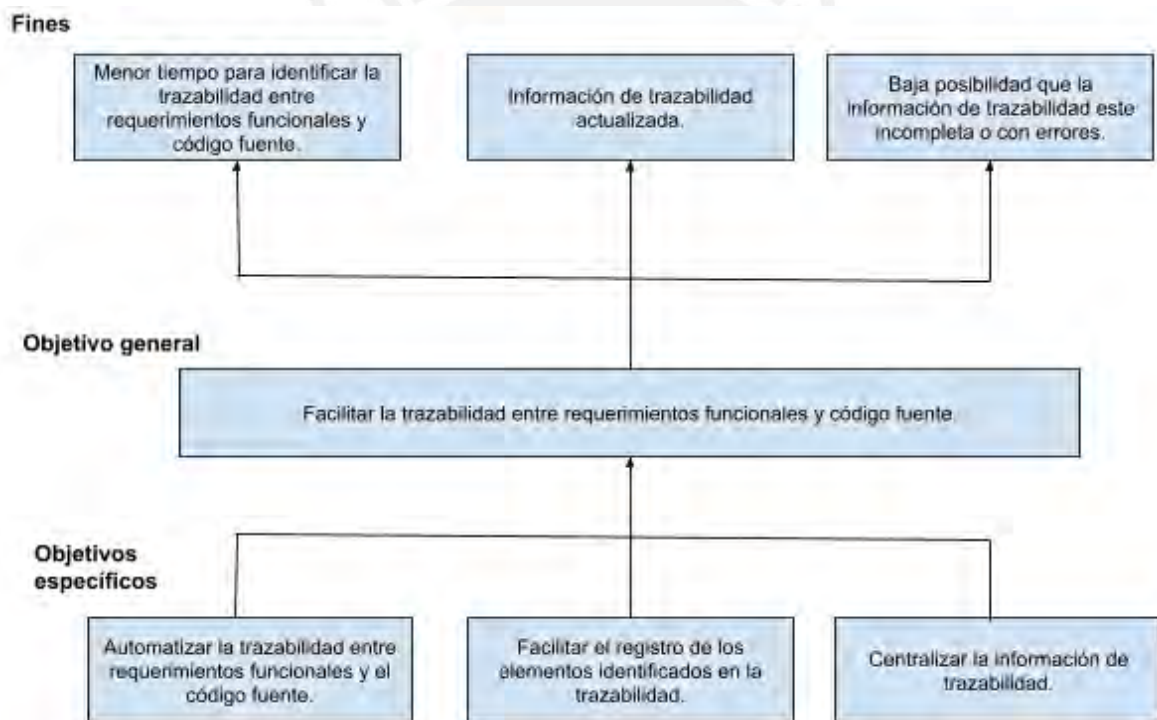 Fines
Menor tiempo para identificar la
trazabilidad entre
requerimientos funcionales y
código fuente.
Información de trazabilidad
actualizada.
Baja posibilidad que la
información de trazabilidad este
incompleta o con errores.
Objetivo general
Facilitar la trazabilidad entre requerimientos funcionales y código fuente.
Objetivos
específicos
Automatizar la trazabilidad entre
requerimientos funcionales y el
código fuente.
Facilitar el registro de los
elementos identificados en la
trazabilidad.
Centralizar la información de
trazabilidad.